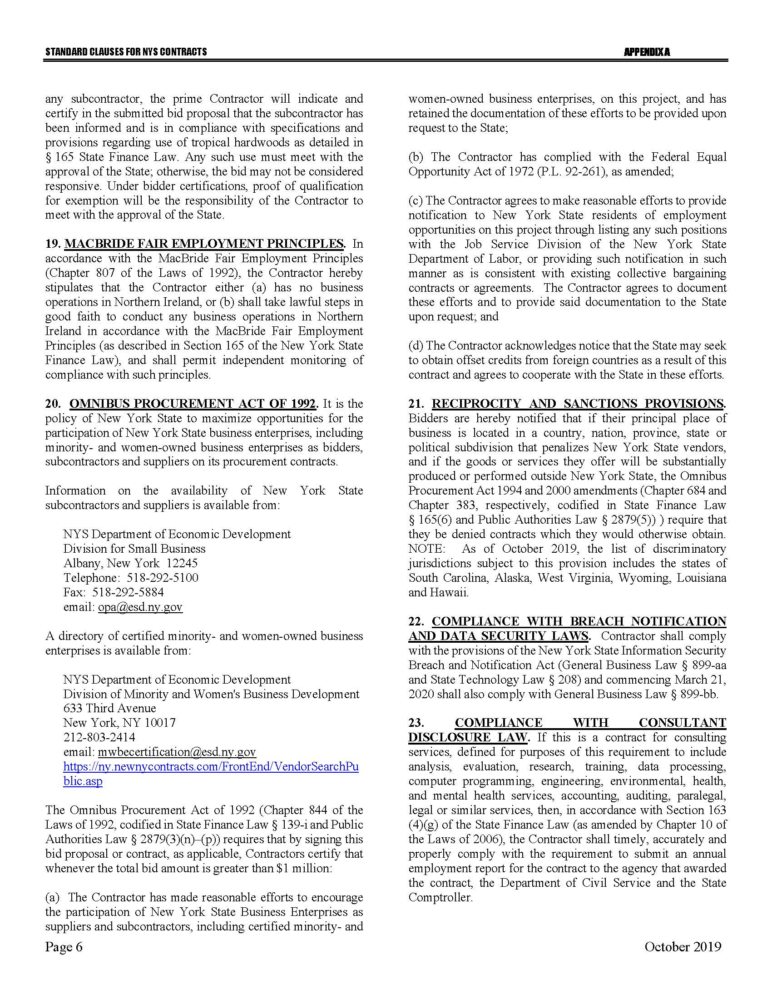 STANDARD CLAUSES FOR NYS CONTRACTS APPENDIX A
any subcontractor, the prime Contractor will indicate and
certify in the submitted bid proposal that the subcontractor has
been informed and is in compliance with specifications and
provisions regarding use of tropical hardwoods as detailed in
§ 165 State Finance Law. Any such use must meet with the
approval of the State; otherwise, the bid may not be considered
responsive. Under bidder certifications, proof of qualification
for exemption will be the responsibility of the Contractor to
meet with the approval of the State.
19. MACBRIDE FAIR EMPLOYMENT PRINCIPLES. In
accordance with the MacBride Fair Employment Principles
(Chapter 807 of the Laws of 1992), the Contractor hereby
stipulates that the Contractor either (a) has no business
operations in Northern Ireland, or (b) shall take lawful steps in
good faith to conduct any business operations in Northern
Ireland in accordance with the MacBride Fair Employment
Principles (as described in Section 165 of the New York State
Finance Law), and shall permit independent monitoring of
compliance with such principles.
20. OMNIBUS PROCUREMENT ACT OF 1992. It is the
policy of New York State to maximize opportunities for the
participation of New York State business enterprises, including
minority- and women-owned business enterprises as bidders,
subcontractors and suppliers on its procurement contracts.
Information on the availability of New York State
subcontractors and suppliers is available from:
NYS Department of Economic Development
Division for Small Business
Albany, New York 12245
Telephone: 518-292-5100
Fax: 518-292-5884
email: opa@esd.ny.gov
A directory of certified minority- and women-owned business
enterprises is available from:
NYS Department of Economic Development
Division of Minority and Women's Business Development
633 Third Avenue
New York, NY 10017
212-803-2414
email: mwbecertification@esd.ny.gov
https://ny.newnycontracts.com/FrontEnd/VendorSearchPu
blic.asp
The Omnibus Procurement Act of 1992 (Chapter 844 of the
Laws of 1992, codified in State Finance Law § 139-i and Public
Authorities Law § 2879(3)(n)–(p)) requires that by signing this
bid proposal or contract, as applicable, Contractors certify that
whenever the total bid amount is greater than $1 million:
(a) The Contractor has made reasonable efforts to encourage
the participation of New York State Business Enterprises as
suppliers and subcontractors, including certified minority- and
women-owned business enterprises, on this project, and has
retained the documentation of these efforts to be provided upon
request to the State;
(b) The Contractor has complied with the Federal Equal
Opportunity Act of 1972 (P.L. 92-261), as amended;
(c) The Contractor agrees to make reasonable efforts to provide
notification to New York State residents of employment
opportunities on this project through listing any such positions
with the Job Service Division of the New York State
Department of Labor, or providing such notification in such
manner as is consistent with existing collective bargaining
contracts or agreements. The Contractor agrees to document
these efforts and to provide said documentation to the State
upon request; and
(d) The Contractor acknowledges notice that the State may seek
to obtain offset credits from foreign countries as a result of this
contract and agrees to cooperate with the State in these efforts.
21. RECIPROCITY AND SANCTIONS PROVISIONS.
Bidders are hereby notified that if their principal place of
business is located in a country, nation, province, state or
political subdivision that penalizes New York State vendors,
and if the goods or services they offer will be substantially
produced or performed outside New York State, the Omnibus
Procurement Act 1994 and 2000 amendments (Chapter 684 and
Chapter 383, respectively, codified in State Finance Law
§ 165(6) and Public Authorities Law § 2879(5)) ) require that
they be denied contracts which they would otherwise obtain.
NOTE: As of October 2019, the list of discriminatory
jurisdictions subject to this provision includes the states of
South Carolina, Alaska, West Virginia, Wyoming, Louisiana
and Hawaii.
22. COMPLIANCE WITH BREACH NOTIFICATION
AND DATA SECURITY LAWS. Contractor shall comply
with the provisions of the New York State Information Security
Breach and Notification Act (General Business Law § 899-aa
and State Technology Law § 208) and commencing March 21,
2020 shall also comply with General Business Law § 899-bb.
23. COMPLIANCE WITH CONSULTANT
DISCLOSURE LAW. If this is a contract for consulting
services, defined for purposes of this requirement to include
analysis, evaluation, research, training, data processing,
computer programming, engineering, environmental, health,
and mental health services, accounting, auditing, paralegal,
legal or similar services, then, in accordance with Section 163
(4)(g) of the State Finance Law (as amended by Chapter 10 of
the Laws of 2006), the Contractor shall timely, accurately and
properly comply with the requirement to submit an annual
employment report for the contract to the agency that awarded
the contract, the Department of Civil Service and the State
Comptroller.
Page 6 October 2019